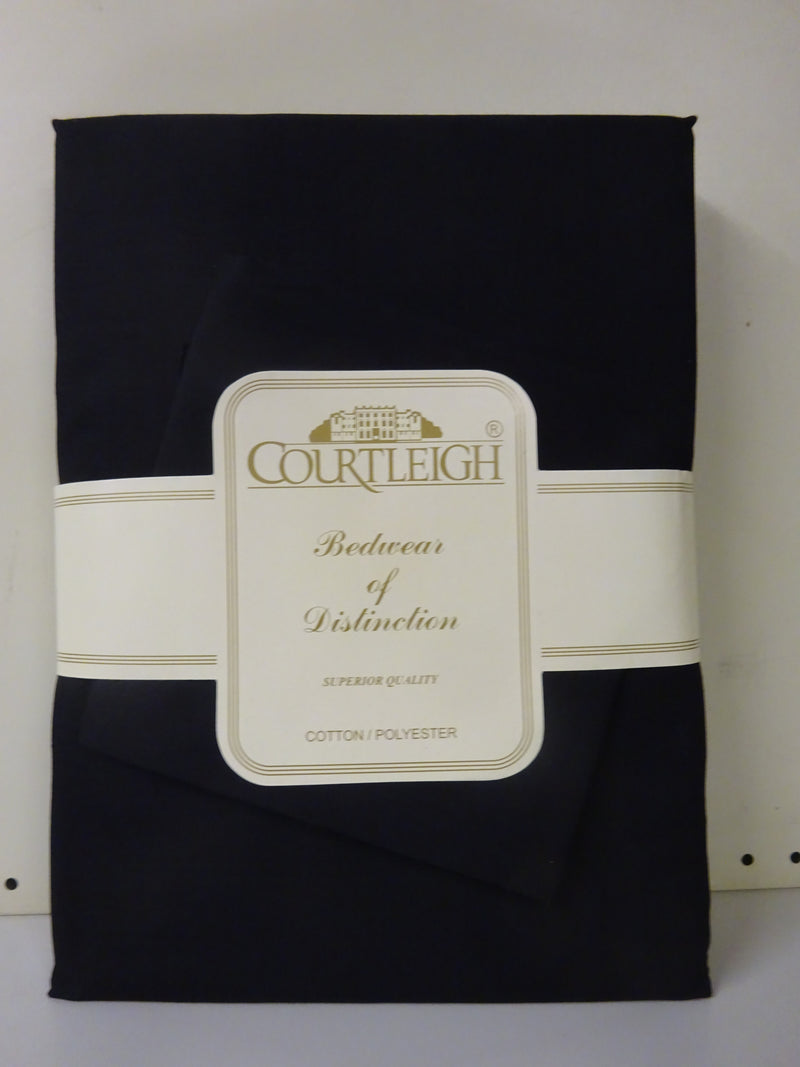 ®
COURTLEIGH
Bedwear
of
Distinction
SUPERIOR QUALITY
COTTON / POLYESTER